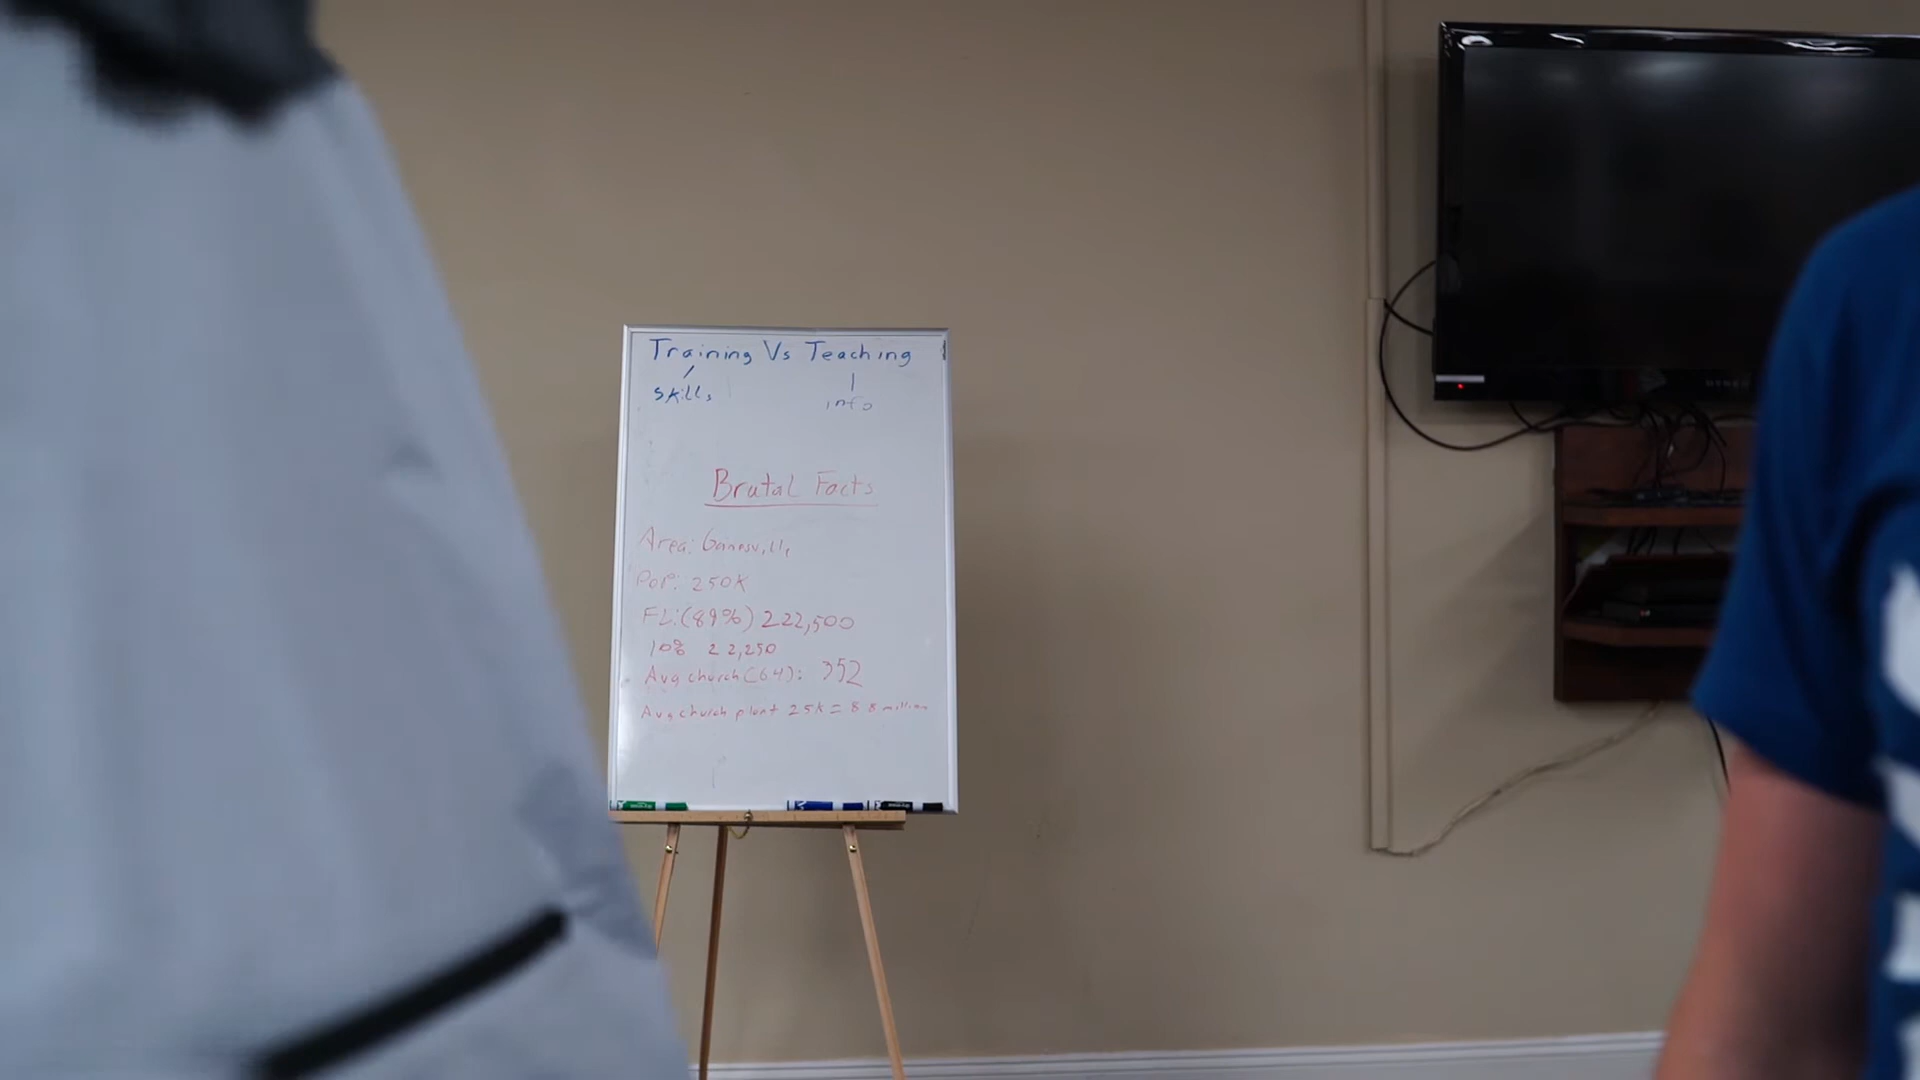 Training Vs Teaching
Skills
info
Brutal Facts
Area: Gainesville
Pop: 250K
FL: (89%) 222,500
10% 22,250
Avg church (64): 352
Avg church plant 25K = 8.8 million